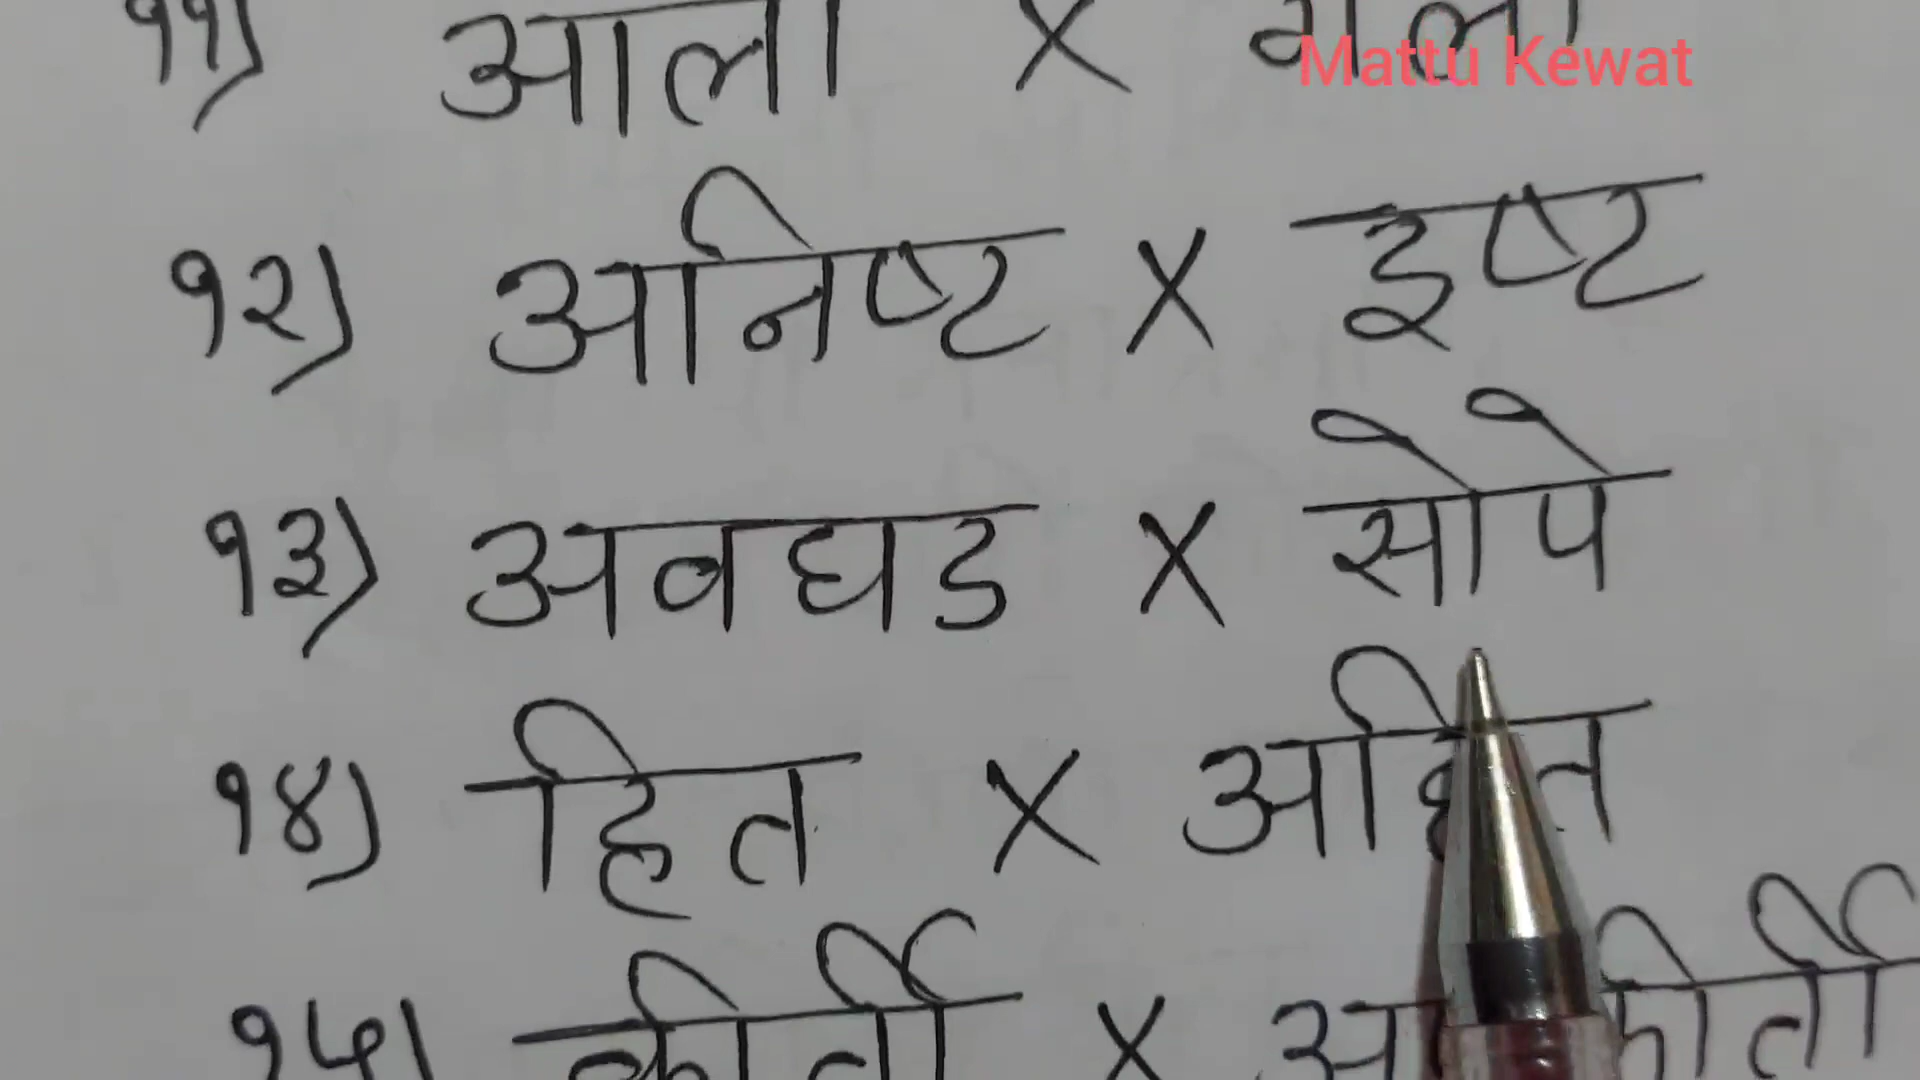 ११) आला X गेला
Mattu Kewat
१२) अनिष्ट X इष्ट
१३) अवघड X सोपे
१४) हित X अहित
१५) कीर्ती X अपकीर्ती